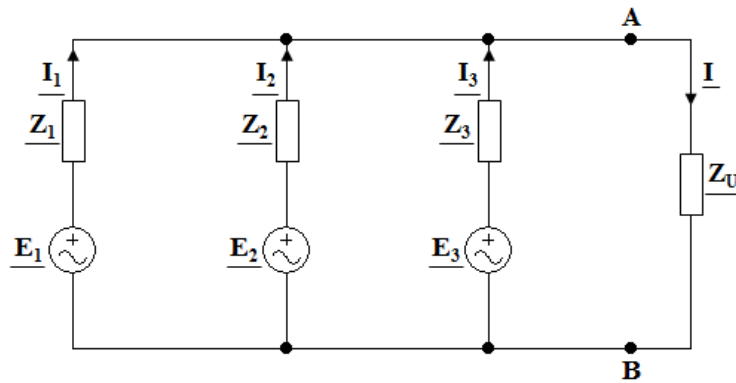 A
I1 I2 I3 I
Z1 Z2 Z3 ZU
+ + +
E1 E2 E3
B